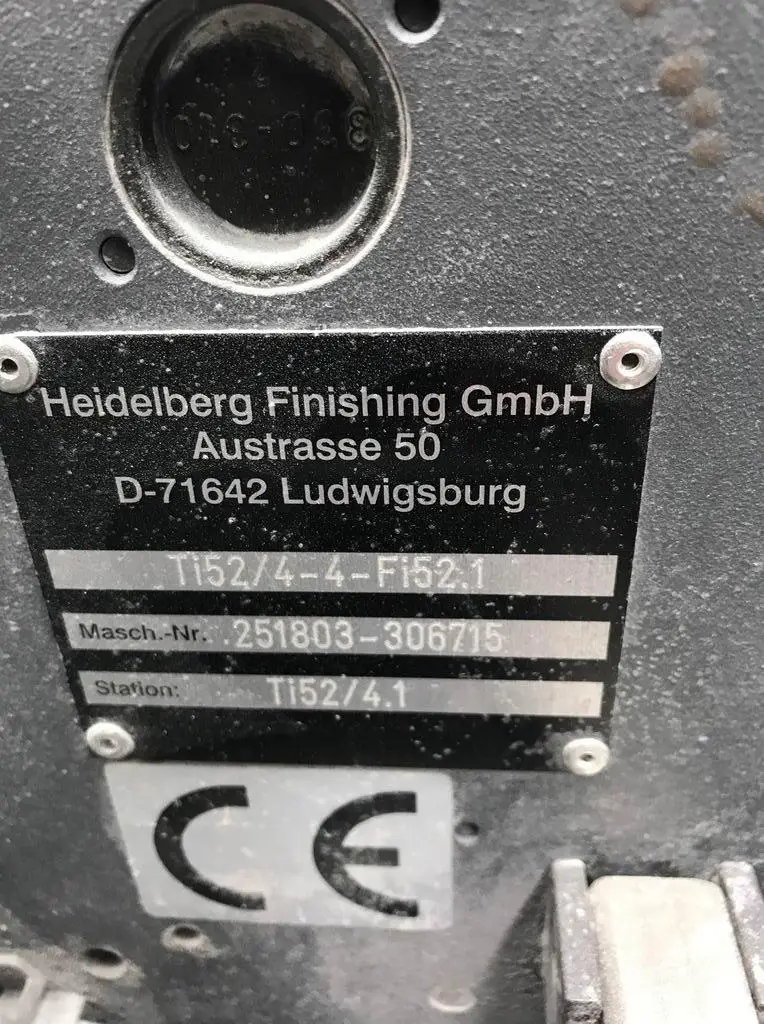 Heidelberg Finishing GmbH
Austrasse 50
D-71642 Ludwigsburg
Ti52/4-4-Fi52.1
Masch.-Nr. 251803-306715
Station: Ti52/4.1
CE